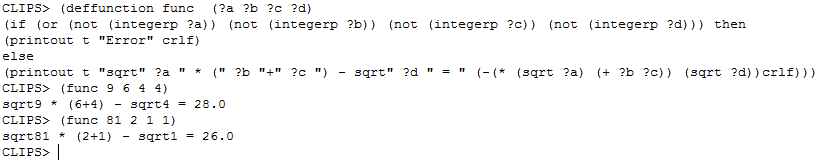 CLIPS> (deffunction func  (?a ?b ?c ?d)
(if (or (not (integerp ?a)) (not (integerp ?b)) (not (integerp ?c)) (not (integerp ?d))) then
(printout t "Error" crlf)
else
(printout t "sqrt" ?a " * (" ?b "+" ?c ") - sqrt" ?d " = " (-(* (sqrt ?a) (+ ?b ?c)) (sqrt ?d))crlf)))
CLIPS> (func 9 6 4 4)
sqrt9 * (6+4) - sqrt4 = 28.0
CLIPS> (func 81 2 1 1)
sqrt81 * (2+1) - sqrt1 = 26.0
CLIPS>